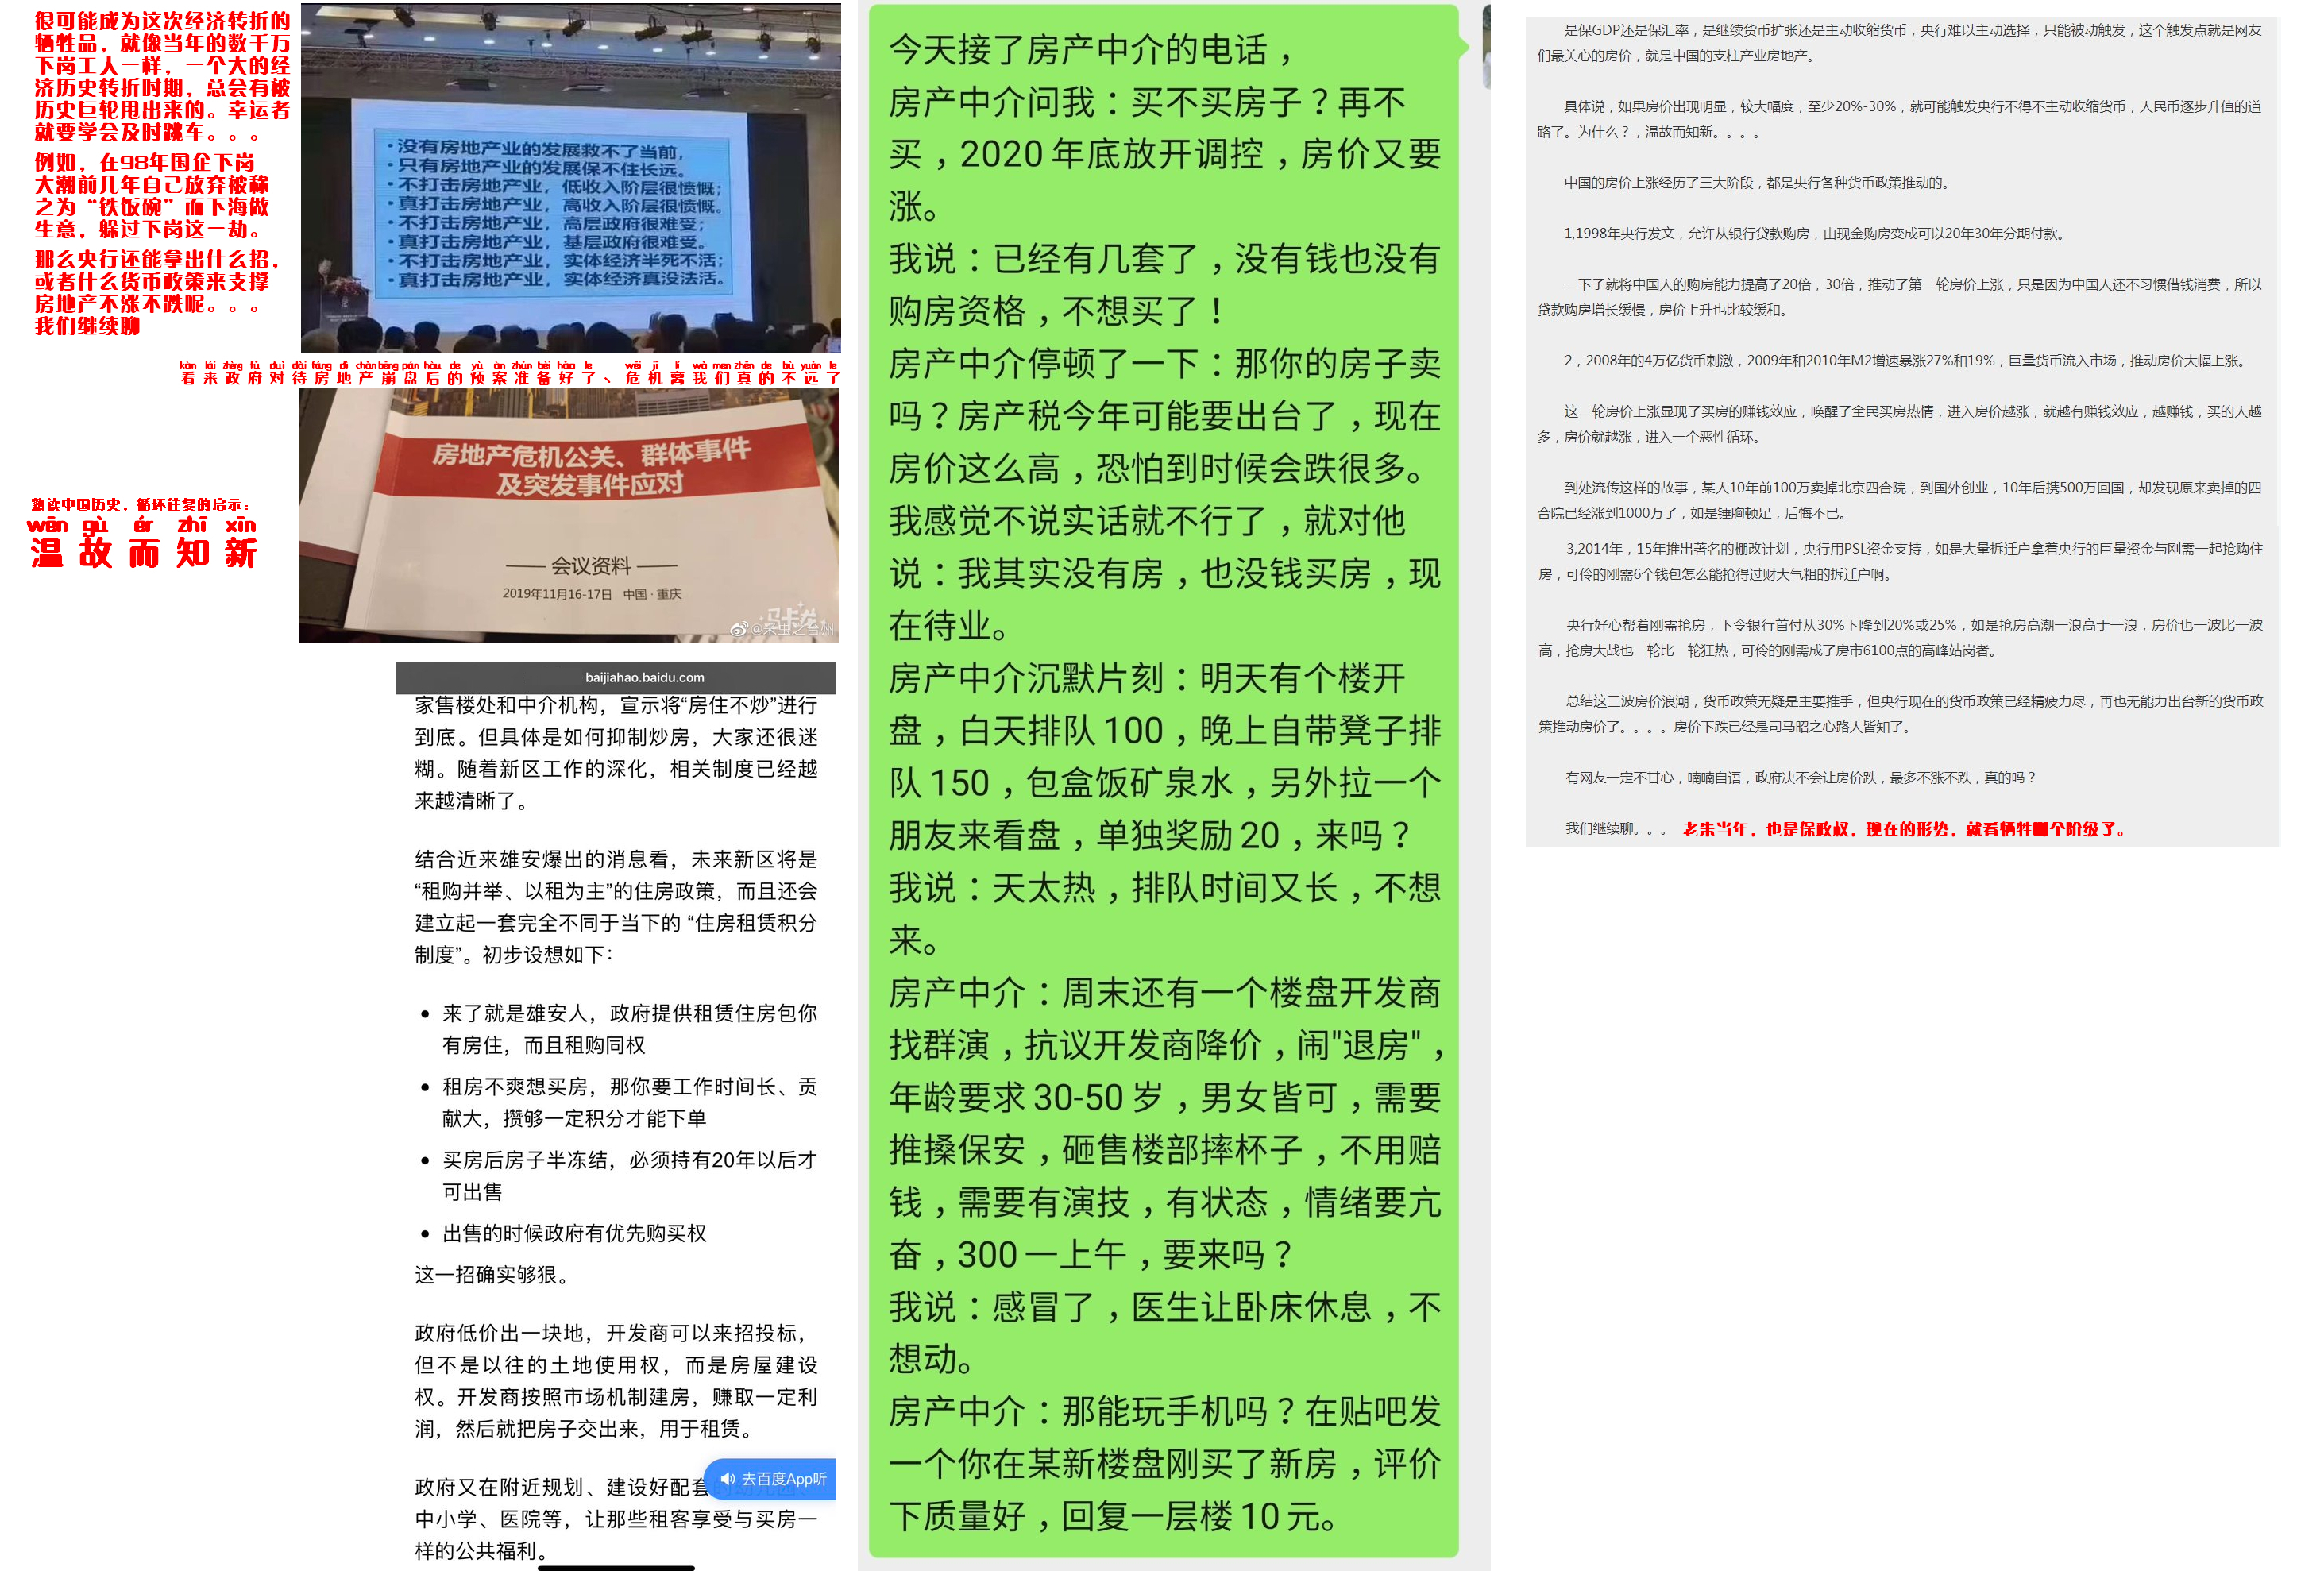 很可能成为这次经济转折的
牺牲品，就像当年的数千万
下岗工人一样，一个大的经
济历史转折时期，总会有被
历史巨轮甩出来的。幸运者
就要学会及时跳车。。。
例如，在98年国企下岗
大潮前几年自己放弃被称
之为“铁饭碗”而下海做
生意，躲过下岗这一劫。
那么央行还能拿出什么招，
或者什么货币政策来支撑
房地产不涨不跌呢。。。
我们继续聊
·没有房地产业的发展救不了当前，
·只有房地产业的发展保不住长远。
·不打击房地产业，低收入阶层很愤慨；
·真打击房地产业，高收入阶层很愤慨。
·不打击房地产业，高层政府很难受；
·真打击房地产业，基层政府很难受。
·不打击房地产业，实体经济半死不活；
·真打击房地产业，实体经济真没法活。
kàn lái zhèng fǔ duì dài fáng dì chǎn bēng pán hòu de yù àn zhǔn bèi hǎo le 、 wēi jī lí wǒ men zhēn de bù yuǎn le
看来政府对待房地产崩盘后的预案准备好了、危机离我们真的不远了
房地产危机公关、群体事件
及突发事件应对
会议资料
2019年11月16-17日 中国·重庆
马卡龙
熟读中国历史，循环往复的启示：
wēn gù ér zhī xīn
温故而知新
baijiahao.baidu.com
家售楼处和中介机构，宣示将“房住不炒”进行
到底。但具体是如何抑制炒房，大家还很迷
糊。随着新区工作的深化，相关制度已经越
来越清晰了。
结合近来雄安爆出的消息看，未来新区将是
“租购并举、以租为主”的住房政策，而且还会
建立起一套完全不同于当下的 “住房租赁积分
制度”。初步设想如下：
• 来了就是雄安人，政府提供租赁住房包你
有房住，而且租购同权
• 租房不爽想买房，那你要工作时间长、贡
献大，攒够一定积分才能下单
• 买房后房子半冻结，必须持有20年以后才
可出售
• 出售的时候政府有优先购买权
这一招确实够狠。
政府低价出一块地，开发商可以来招投标，
但不是以往的土地使用权，而是房屋建设
权。开发商按照市场机制建房，赚取一定利
润，然后就把房子交出来，用于租赁。
政府又在附近规划、建设好配套
去百度App听
中小学、医院等，让那些租客享受与买房一
样的公共福利。
今天接了房产中介的电话，
房产中介问我：买不买房子？再不
买，2020年底放开调控，房价又要
涨。
我说：已经有几套了，没有钱也没有
购房资格，不想买了！
房产中介停顿了一下：那你的房子卖
吗？房产税今年可能要出台了，现在
房价这么高，恐怕到时候会跌很多。
我感觉不说实话就不行了，就对他
说：我其实没有房，也没钱买房，现
在待业。
房产中介沉默片刻：明天有个楼开
盘，白天排队100，晚上自带凳子排
队150，包盒饭矿泉水，另外拉一个
朋友来看盘，单独奖励20，来吗？
我说：天太热，排队时间又长，不想
来。
房产中介：周末还有一个楼盘开发商
找群演，抗议开发商降价，闹"退房"，
年龄要求30-50岁，男女皆可，需要
推搡保安，砸售楼部摔杯子，不用赔
钱，需要有演技，有状态，情绪要亢
奋，300一上午，要来吗？
我说：感冒了，医生让卧床休息，不
想动。
房产中介：那能玩手机吗？在贴吧发
一个你在某新楼盘刚买了新房，评价
下质量好，回复一层楼10元。
是保GDP还是保汇率，是继续货币扩张还是主动收缩货币，央行难以主动选择，只能被动触发，这个触发点就是网友
们最关心的房价，就是中国的支柱产业房地产。
具体说，如果房价出现明显，较大幅度，至少20%-30%，就可能触发央行不得不主动收缩货币，人民币逐步升值的道
路了。为什么？，温故而知新。。。。
中国的房价上涨经历了三大阶段，都是央行各种货币政策推动的。
1,1998年央行发文，允许从银行贷款购房，由现金购房变成可以20年30年分期付款。
一下子就将中国人的购房能力提高了20倍，30倍，推动了第一轮房价上涨，只是因为中国人还不习惯借钱消费，所以
贷款购房增长缓慢，房价上升也比较缓和。
2，2008年的4万亿货币刺激，2009年和2010年M2增速暴涨27%和19%，巨量货币流入市场，推动房价大幅上涨。
这一轮房价上涨显现了买房的赚钱效应，唤醒了全民买房热情，进入房价越涨，就越有赚钱效应，越赚钱，买的人越
多，房价就越涨，进入一个恶性循环。
到处流传这样的故事，某人10年前100万卖掉北京四合院，到国外创业，10年后携500万回国，却发现原来卖掉的四
合院已经涨到1000万了，如是锤胸顿足，后悔不已。
3,2014年，15年推出著名的棚改计划，央行用PSL资金支持，如是大量拆迁户拿着央行的巨量资金与刚需一起抢购住
房，可伶的刚需6个钱包怎么能抢得过财大气粗的拆迁户啊。
央行好心帮着刚需抢房，下令银行首付从30%下降到20%或25%，如是抢房高潮一浪高于一浪，房价也一波比一波
高，抢房大战也一轮比一轮狂热，可伶的刚需成了房市6100点的高峰站岗者。
总结这三波房价浪潮，货币政策无疑是主要推手，但央行现在的货币政策已经精疲力尽，再也无能力出台新的货币政
策推动房价了。。。。房价下跌已经是司马昭之心路人皆知了。
有网友一定不甘心，喃喃自语，政府决不会让房价跌，最多不涨不跌，真的吗？
我们继续聊。。。 老朱当年，也是保政权，现在的形势，就看牺牲哪个阶级了。